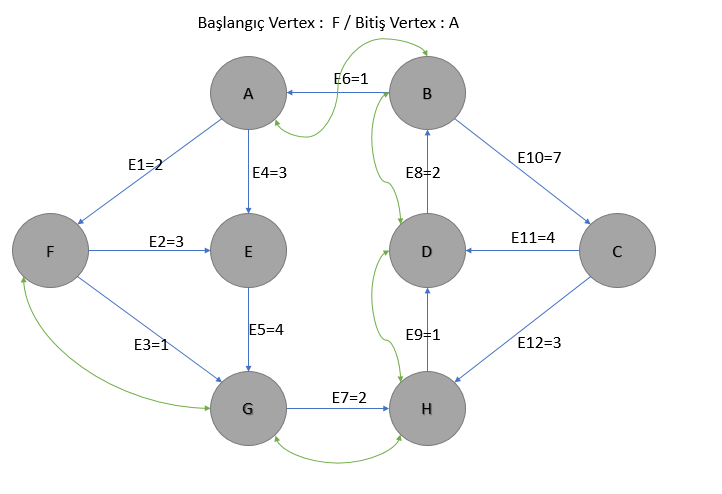 Başlangıç Vertex : F / Bitiş Vertex : A
E6=1
A
B
E1=2
E4=3
E8=2
E10=7
F
E2=3
E
D
E11=4
C
E3=1
E5=4
E9=1
E12=3
G
E7=2
H